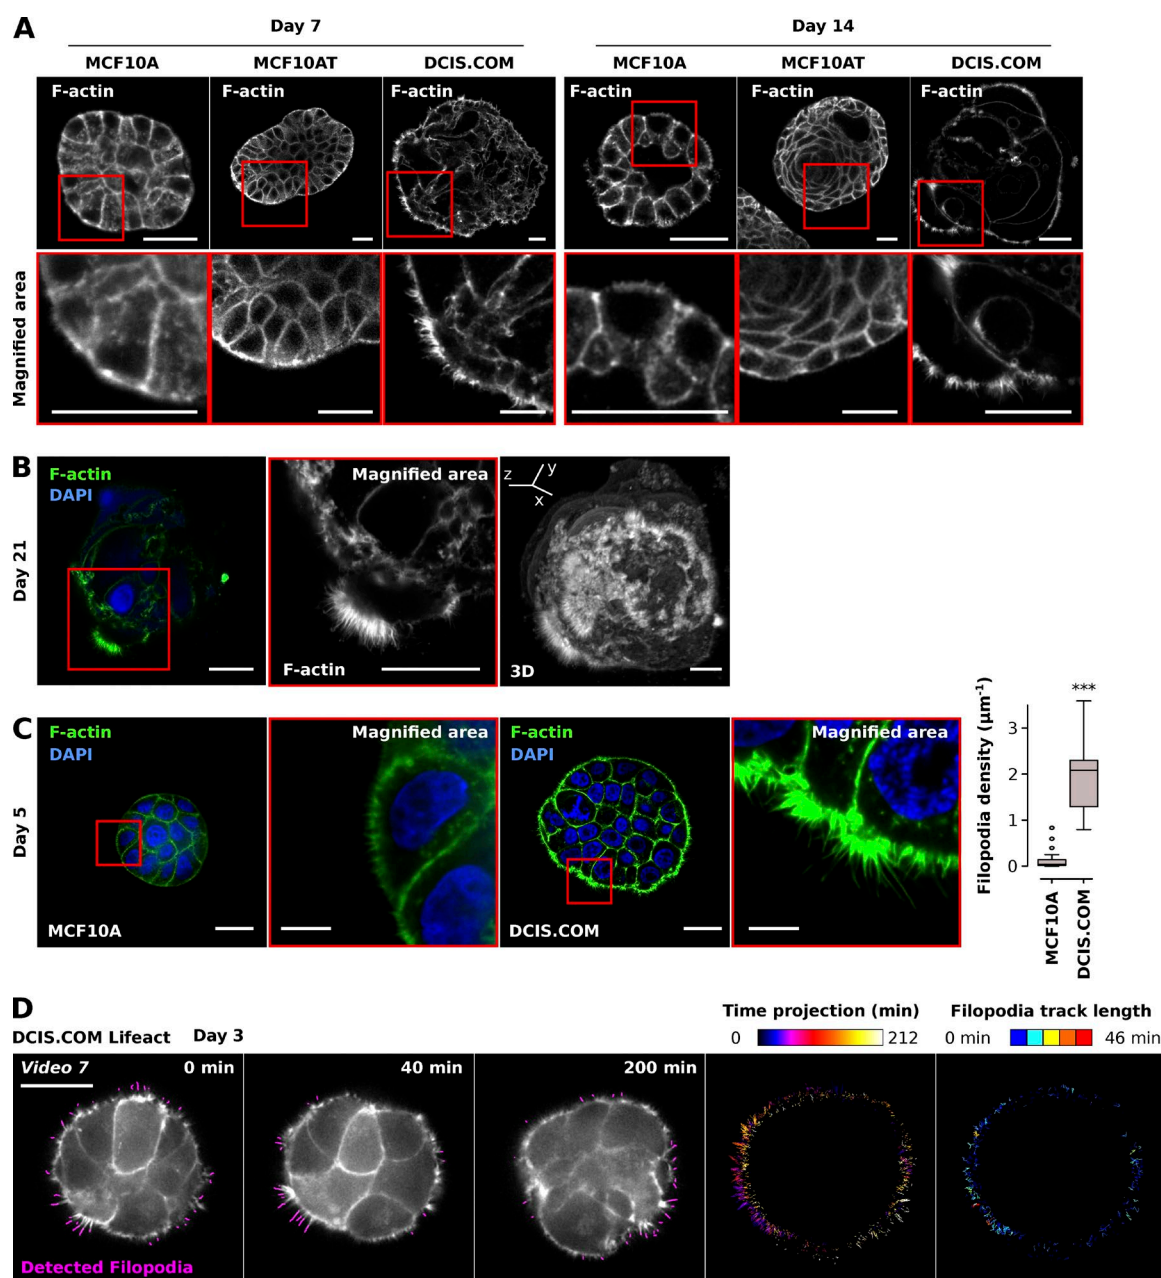 A
Day 7
Day 14
MCF10A
MCF10AT
DCIS.COM
MCF10A
MCF10AT
DCIS.COM
F-actin
F-actin
F-actin
F-actin
F-actin
F-actin
Magnified area
B
Day 21
F-actin
DAPI
Magnified area
F-actin
z
y
x
3D
C
Day 5
F-actin
DAPI
MCF10A
Magnified area
F-actin
DAPI
DCIS.COM
Magnified area
Filopodia density (µm⁻¹)
***
3
2
1
0
MCF10A
DCIS.COM
D
DCIS.COM Lifeact Day 3
Time projection (min)
0 212
Filopodia track length
0 min 46 min
Video 7
0 min
40 min
200 min
Detected Filopodia